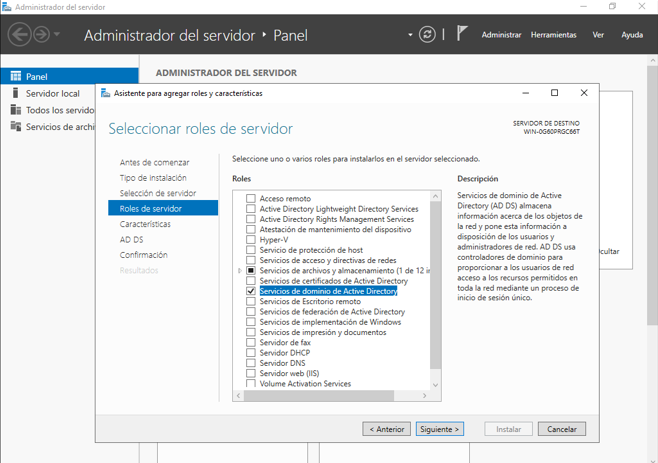 Administrador del servidor
Administrador del servidor • Panel
Administrar Herramientas Ver Ayuda
Panel
Servidor local
Todos los servido
Servicios de archi
ADMINISTRADOR DEL SERVIDOR
Asistente para agregar roles y características
Seleccionar roles de servidor
SERVIDOR DE DESTINO
WIN-0G60PRGC66T
Antes de comenzar
Tipo de instalación
Selección de servidor
Roles de servidor
Características
AD DS
Confirmación
Resultados
Seleccione uno o varios roles para instalarlos en el servidor seleccionado.
Roles
Acceso remoto
Active Directory Lightweight Directory Services
Active Directory Rights Management Services
Atestación de mantenimiento del dispositivo
Hyper-V
Servicio de protección de host
Servicios de acceso y directivas de redes
Servicios de archivos y almacenamiento (1 de 12 in
Servicios de certificados de Active Directory
Servicios de dominio de Active Directory
Servicios de Escritorio remoto
Servicios de federación de Active Directory
Servicios de implementación de Windows
Servicios de impresión y documentos
Servidor de fax
Servidor DHCP
Servidor DNS
Servidor web (IIS)
Volume Activation Services
Descripción
Servicios de dominio de Active
Directory (AD DS) almacena
información acerca de los objetos de
la red y pone esta información a
disposición de los usuarios y
administradores de red. AD DS usa
controladores de dominio para
proporcionar a los usuarios de red
acceso a los recursos permitidos en
toda la red mediante un proceso de
inicio de sesión único.
cultar
< Anterior
Siguiente >
Instalar
Cancelar